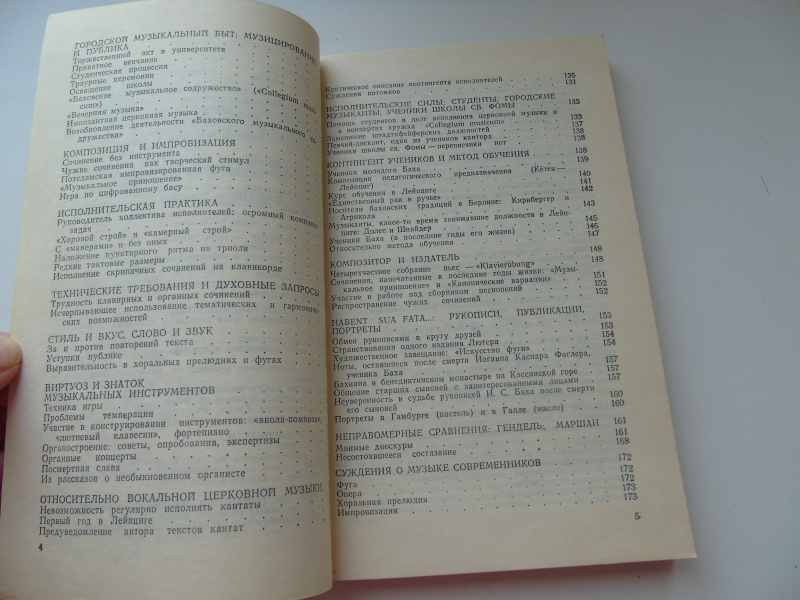 ГОРОДСКОЙ МУЗЫКАЛЬНЫЙ БЫТ: МУЗИЦИРОВАНИЕ
И ПУБЛИКА
Торжественный акт в университете
Приватное венчание
Студенческая процессия
Траурные церемонии
Освящение школы
«Баховское музыкальное содружество» («Collegium musi-
cum»)
«Вечерняя музыка»
Импозантная церковная музыка
Возобновление деятельности «Баховского музыкального со-
дружества»
КОМПОЗИЦИЯ И ИМПРОВИЗАЦИЯ
Сочинение без инструмента
Чужие сочинения как творческий стимул
Потсдамская импровизированная фуга
«Музыкальное приношение»
Игра по цифрованному басу
ИСПОЛНИТЕЛЬСКАЯ ПРАКТИКА
Руководитель коллектива исполнителей: огромный комплекс
задач
«Хоровой строй» и «камерный строй»
С «манерами» и без оных
Наложение пунктирного ритма на триоли
Редкие тактовые размеры
Исполнение скрипичных сочинений на клавикорде
ТЕХНИЧЕСКИЕ ТРЕБОВАНИЯ И ДУХОВНЫЕ ЗАПРОСЫ
Трудность клавирных и органных сочинений
Исчерпывающее использование тематических и гармониче-
ских возможностей
СТИЛЬ И ВКУС, СЛОВО И ЗВУК
За и против повторений текста
Уступки публике
Выразительность в хоральных прелюдиях и фугах
ВИРТУОЗ И ЗНАТОК
МУЗЫКАЛЬНЫХ ИНСТРУМЕНТОВ
Техника игры
Проблемы темперации
Участие в конструировании инструментов: «виола-помпоза»,
«лютневый клавесин», фортепиано
Органостроение: советы, опробования, экспертизы
Органные концерты
Посмертная слава
Из рассказов о необыкновенном органисте
ОТНОСИТЕЛЬНО ВОКАЛЬНОЙ ЦЕРКОВНОЙ МУЗЫКИ
Невозможность регулярно исполнять кантаты
Первый год в Лейпциге
Предуведомление автора текстов кантат
4
Критическое описание контингента исполнителей 126
Суждения потомков 131
ИСПОЛНИТЕЛЬСКИЕ СИЛЫ: СТУДЕНТЫ, ГОРОДСКИЕ
МУЗЫКАНТЫ, УЧЕНИКИ ШКОЛЫ СВ. ФОМЫ 133
Помощь студентов в деле исполнения церковной музыки и
в концертах кружка «Collegium musicum» 133
Замещение штадтпфейферских должностей 137
Певчий-дискант, один из учеников кантора 138
Ученики школы св. Фомы — переписчики нот 138
КОНТИНГЕНТ УЧЕНИКОВ И МЕТОД ОБУЧЕНИЯ 138
Ученики молодого Баха 139
Композиции педагогического предназначения (Кётен —
Лейпциг) 140
Курс обучения в Лейпциге 141
«Единственный рак в ручье» 142
Носители баховских традиций в Берлине: Кирнбергер и
Агрикола 143
Музыканты, какое-то время занимавшие должности в Лейп-
циге: Долес и Шнайдер 145
Ученики Баха (в последние годы его жизни) 146
Относительно метода обучения 147
КОМПОЗИТОР И ИЗДАТЕЛЬ 148
Четырехчастное собрание пьес — «Klavierübung» 148
Сочинения, напечатанные в последние годы жизни: «Музы-
кальное приношение» и «Канонические вариации» 151
Участие в работе над сборником песнопений 152
Распространение чужих сочинений 152
HABENT SUA FATA...: РУКОПИСИ, ПУБЛИКАЦИИ,
ПОРТРЕТЫ 153
Обмен рукописями в кругу друзей 153
Странствования одного издания Лютера 154
Художественное завещание: «Искусство фуги» 154
Ноты, оставшиеся после смерти Иоганна Каспара Фоглера,
ученика Баха 157
Бахиана в бенедиктинском монастыре на Кассинской горе 157
Общение старших сыновей с заинтересованными лицами 157
Неуверенность в судьбе рукописей И. С. Баха после смерти
его сыновей 160
Портреты в Гамбурге (пастель) и в Галле (масло) 160
НЕПРАВОМЕРНЫЕ СРАВНЕНИЯ: ГЕНДЕЛЬ; МАРШАН 161
Мнимые диоскуры 161
Несостоявшееся состязание 168
СУЖДЕНИЯ О МУЗЫКЕ СОВРЕМЕННИКОВ 172
Фуга 172
Опера 172
Хоральная прелюдия 173
Импровизация 173
5